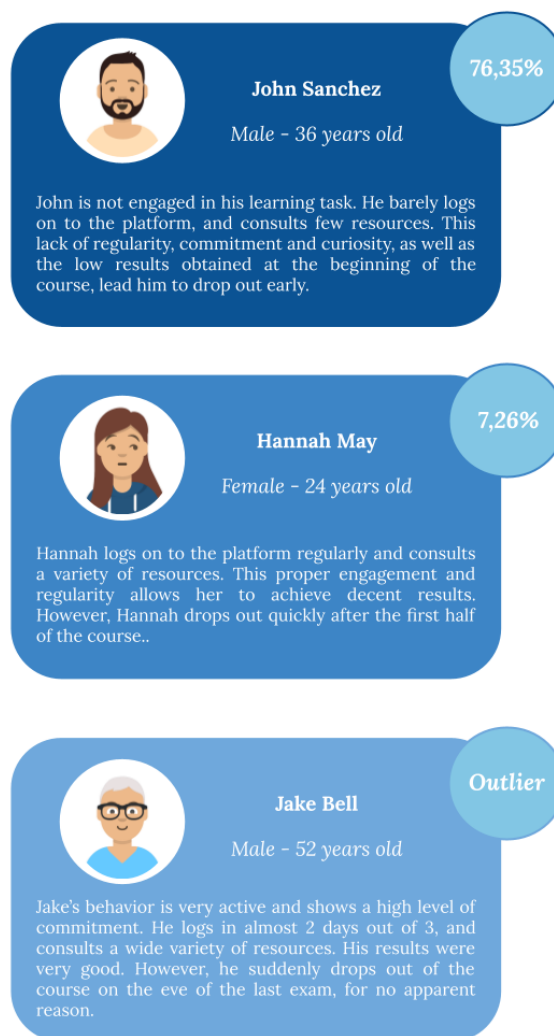 76,35%
John Sanchez
Male - 36 years old
John is not engaged in his learning task. He barely logs
on to the platform, and consults few resources. This
lack of regularity, commitment and curiosity, as well as
the low results obtained at the beginning of the
course, lead him to drop out early.
7,26%
Hannah May
Female - 24 years old
Hannah logs on to the platform regularly and consults
a variety of resources. This proper engagement and
regularity allows her to achieve decent results.
However, Hannah drops out quickly after the first half
of the course..
Outlier
Jake Bell
Male - 52 years old
Jake's behavior is very active and shows a high level of
commitment. He logs in almost 2 days out of 3, and
consults a wide variety of resources. His results were
very good. However, he suddenly drops out of the
course on the eve of the last exam, for no apparent
reason.